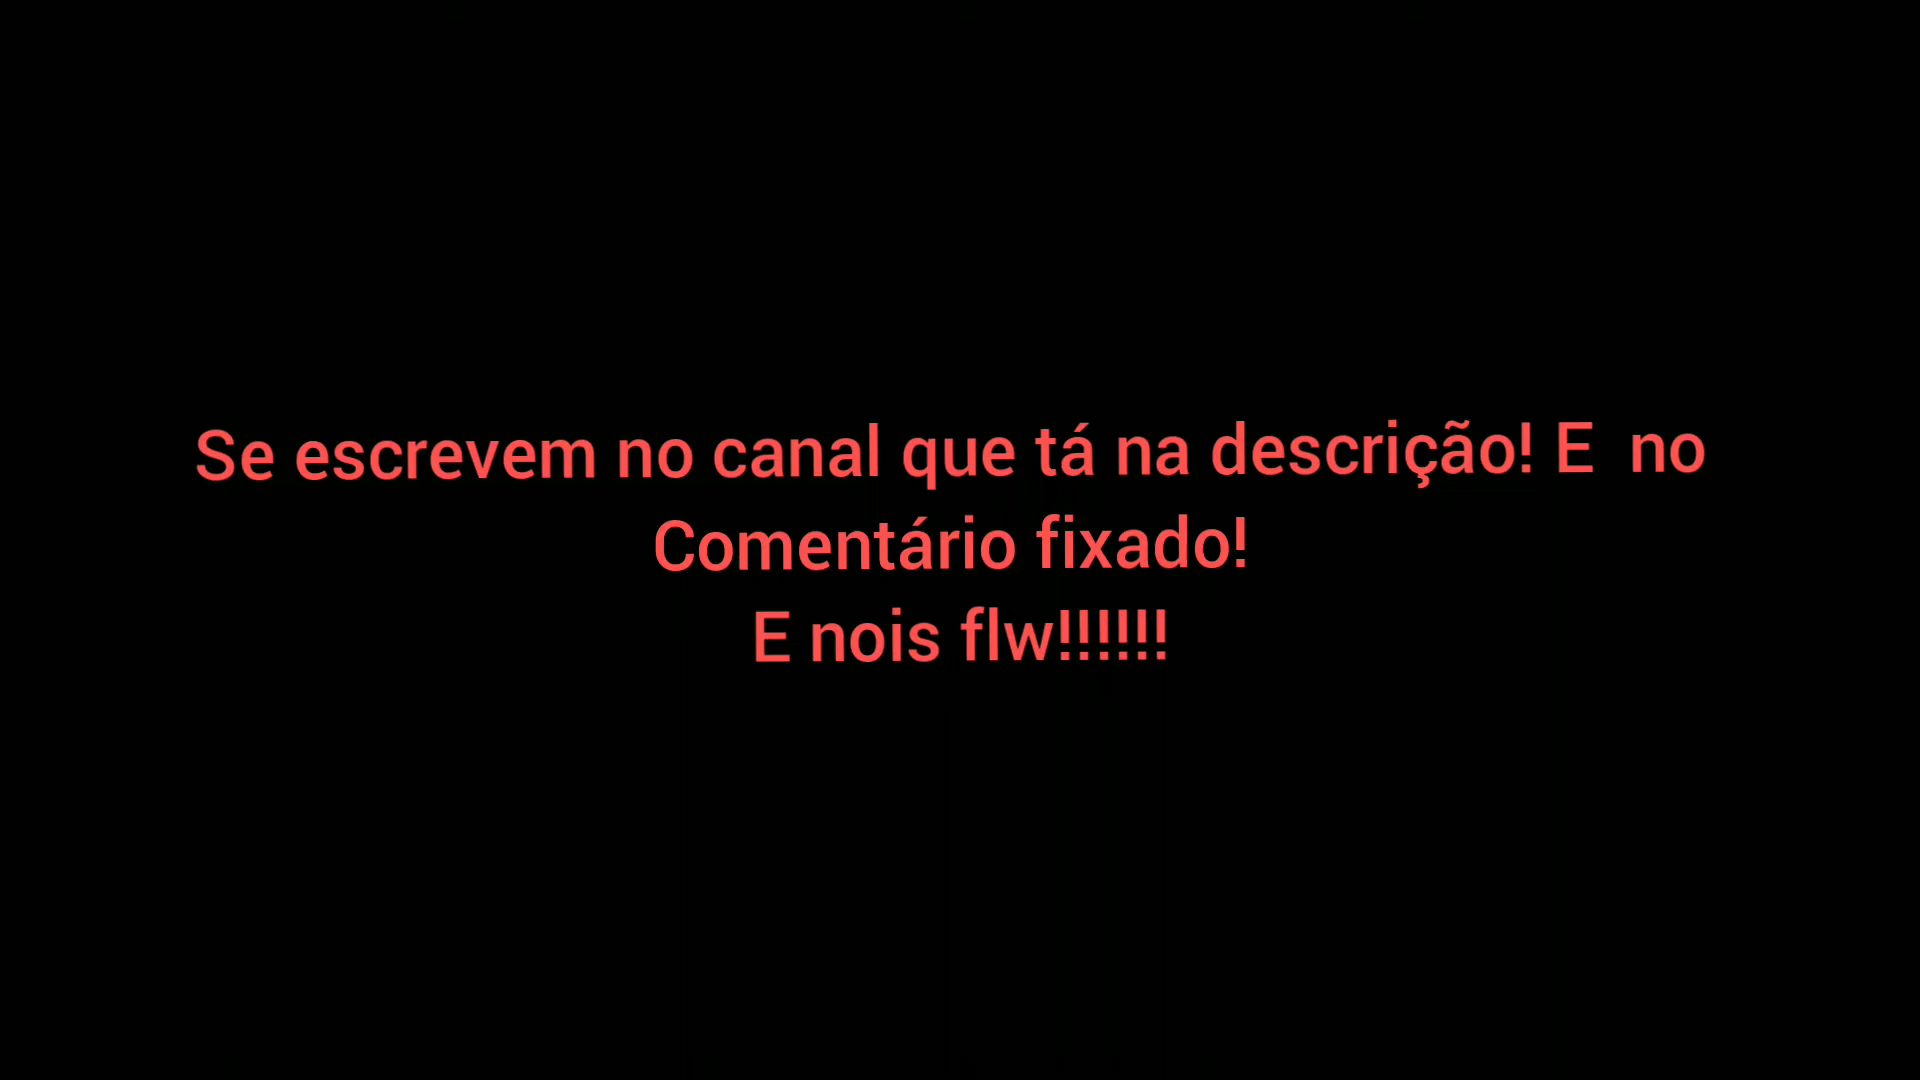 Se escrevem no canal que tá na descrição! E  no
Comentário fixado!
E nois flw!!!!!!